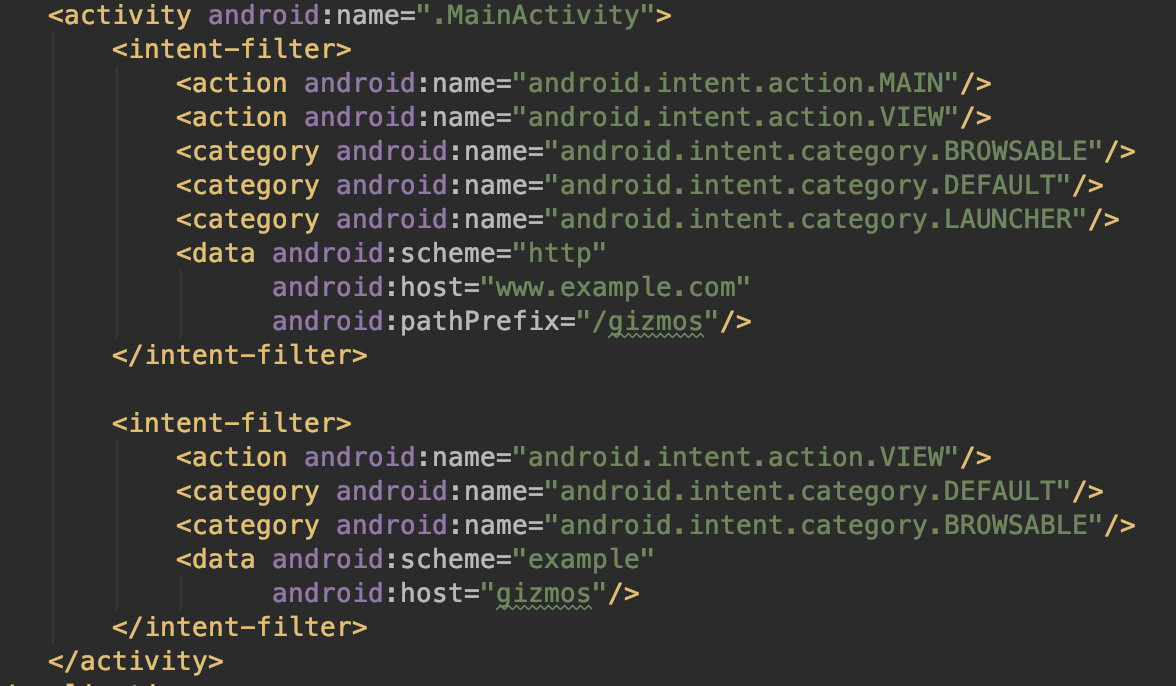 <activity android:name=".MainActivity">
<intent-filter>
<action android:name="android.intent.action.MAIN"/>
<action android:name="android.intent.action.VIEW"/>
<category android:name="android.intent.category.BROWSABLE"/>
<category android:name="android.intent.category.DEFAULT"/>
<category android:name="android.intent.category.LAUNCHER"/>
<data android:scheme="http"
android:host="www.example.com"
android:pathPrefix="/gizmos"/>
</intent-filter>
<intent-filter>
<action android:name="android.intent.action.VIEW"/>
<category android:name="android.intent.category.DEFAULT"/>
<category android:name="android.intent.category.BROWSABLE"/>
<data android:scheme="example"
android:host="gizmos"/>
</intent-filter>
</activity>